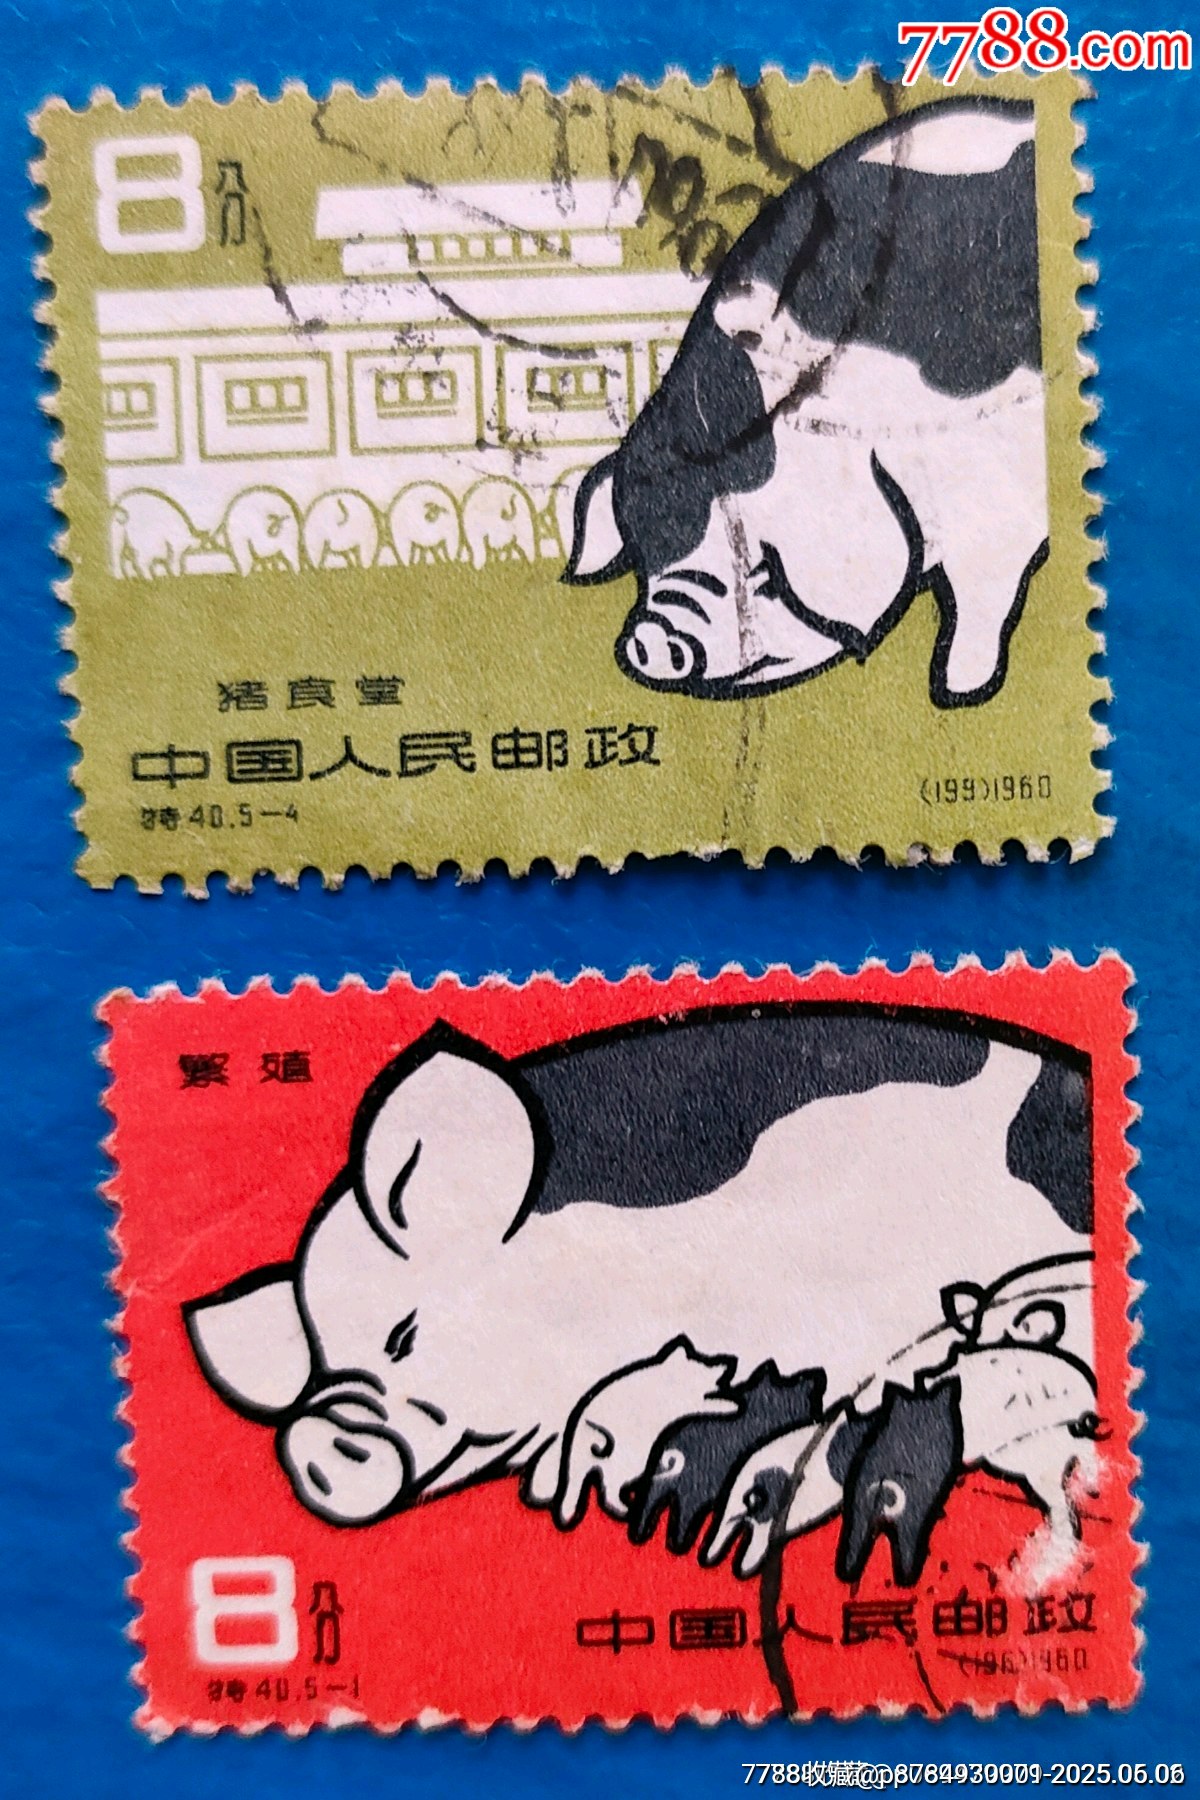 7788.com
8分
猪食堂
中国人民邮政
特40.5-4
(199)1960
繁殖
8分
中国人民邮政
(196)1960
特40.5-1